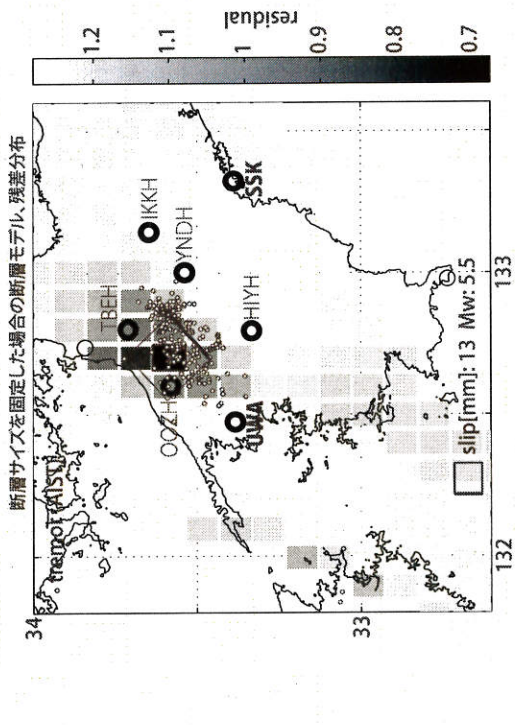 断層サイズを固定した場合の断層モデル、残差分布
34
33
132
133
tremor(AIST)
TBEH
IKKH
OOZH
YNDH
HIYH
UWA
SSK
slip[mm]: 13 Mw: 5.5
residual
1.2
1.1
1
0.9
0.8
0.7